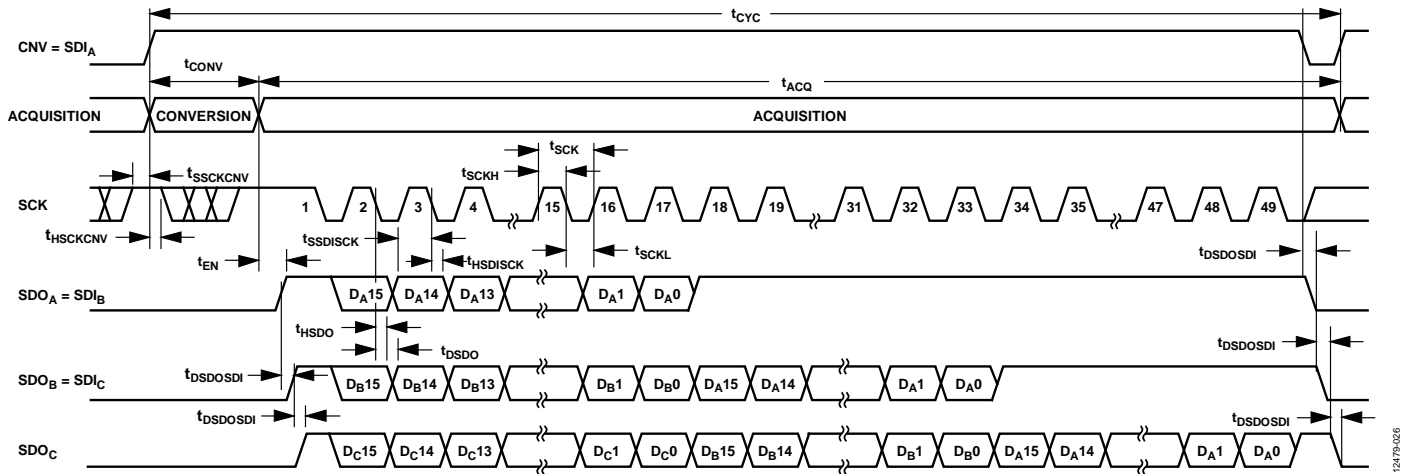 tCYC
CNV = SDIA
tCONV
tACQ
ACQUISITION CONVERSION ACQUISITION
tSCK
tSSCKCNV
tSCKH
SCK 1 2 3 4 15 16 17 18 19 31 32 33 34 35 47 48 49
tHSCKCNV
tSSDISCK
tSCKL
tDSDOSDI
tEN
tHSDISCK
SDOA = SDIB DA15 DA14 DA13 DA1 DA0
tHSDO
tDSDO
tDSDOSDI
tDSDOSDI
SDOB = SDIC DB15 DB14 DB13 DB1 DB0 DA15 DA14 DA1 DA0
tDSDOSDI
tDSDOSDI
SDOC DC15 DC14 DC13 DC1 DC0 DB15 DB14 DB1 DB0 DA15 DA14 DA1 DA0
12479-026